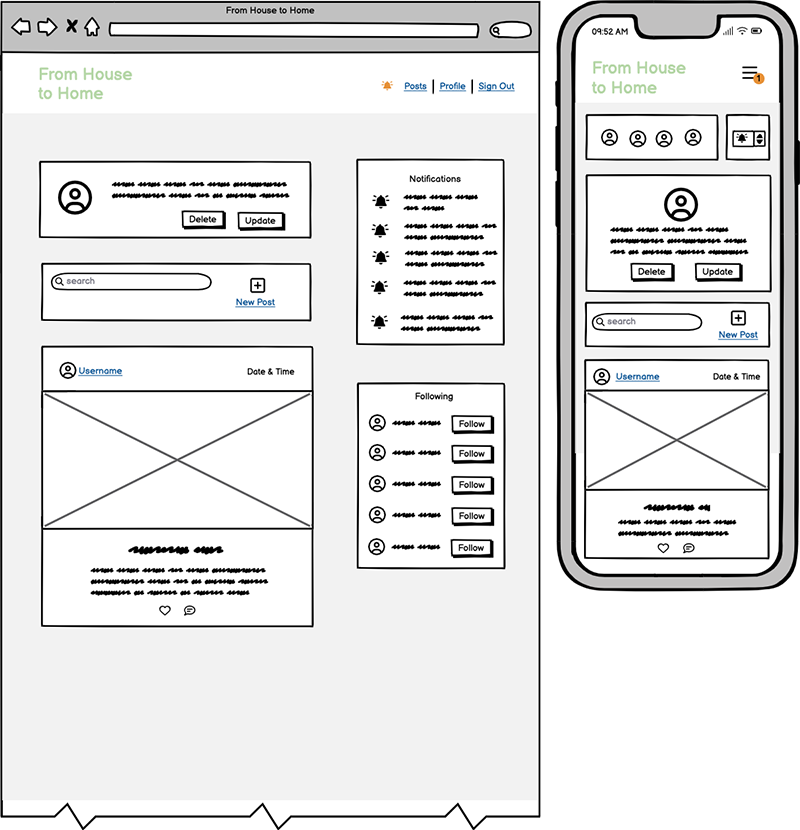 From House to Home
From House
to Home
Posts
Profile
Sign Out
Delete
Update
search
New Post
Username
Date & Time
Notifications
Following
Follow
Follow
Follow
Follow
Follow
09:52 AM
From House
to Home
1
Delete
Update
search
New Post
Username
Date & Time